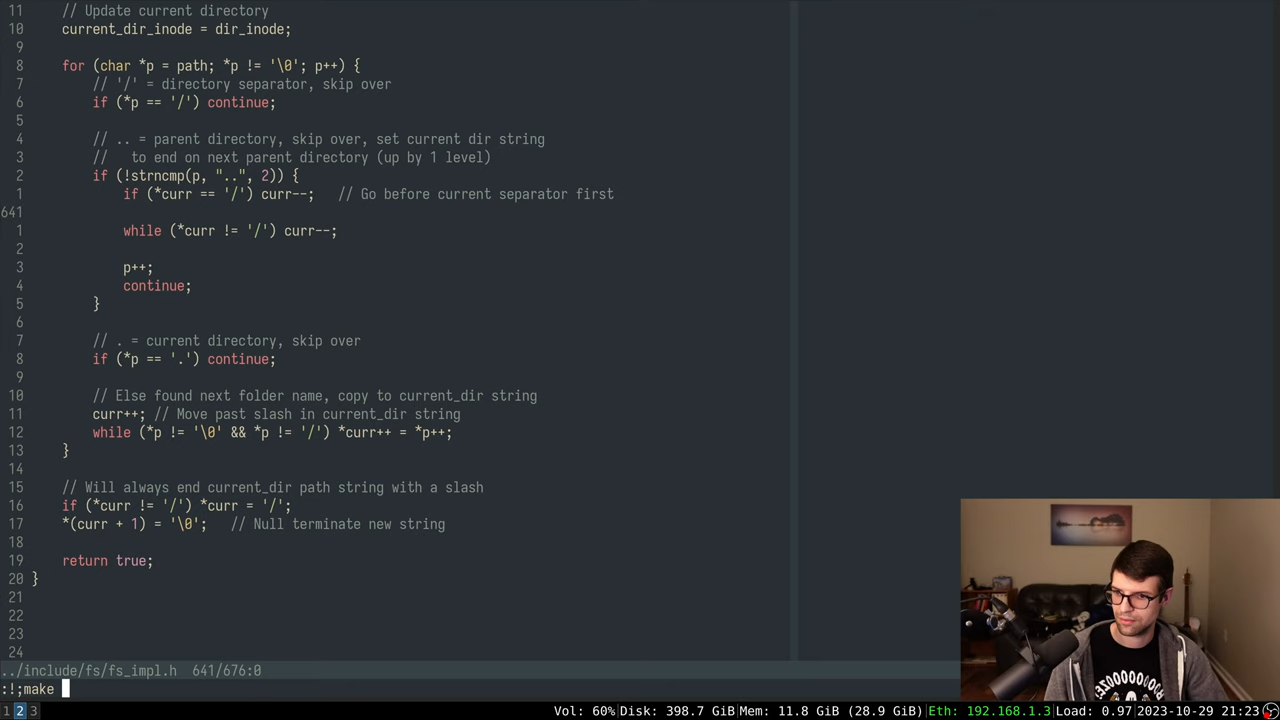 11 // Update current directory
10 current_dir_inode = dir_inode;
9
8 for (char *p = path; *p != '\0'; p++) {
7 // '/' = directory separator, skip over
6 if (*p == '/') continue;
5
4 // .. = parent directory, skip over, set current dir string
3 //   to end on next parent directory (up by 1 level)
2 if (!strncmp(p, "..", 2)) {
1 if (*curr == '/') curr--;   // Go before current separator first
641
1 while (*curr != '/') curr--;
2
3 p++;
4 continue;
5 }
6
7 // . = current directory, skip over
8 if (*p == '.') continue;
9
10 // Else found next folder name, copy to current_dir string
11 curr++; // Move past slash in current_dir string
12 while (*p != '\0' && *p != '/') *curr++ = *p++;
13 }
14
15 // Will always end current_dir path string with a slash
16 if (*curr != '/') *curr = '/';
17 *(curr + 1) = '\0';   // Null terminate new string
18
19 return true;
20 }
21
22
23
24
../include/fs/fs_impl.h  641/676:0
:!;make
1 2 3 Vol: 60%|Disk: 398.7 GiB|Mem: 11.8 GiB (28.9 GiB)|Eth: 192.168.1.3|Load: 0.97|2023-10-29 21:23